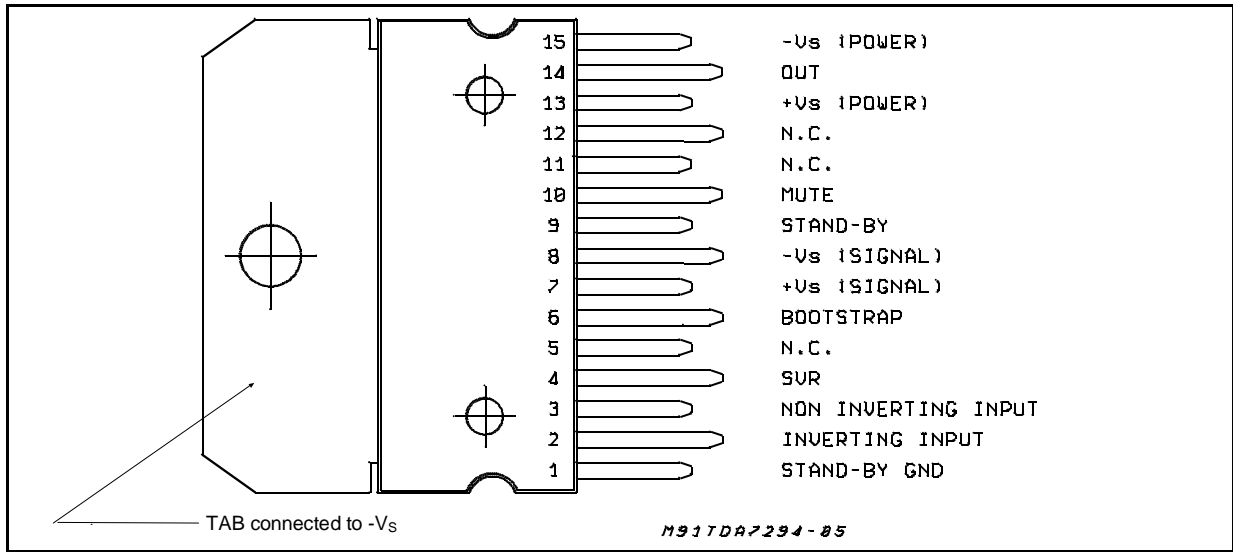 15 -Vs (POWER)
14 OUT
13 +Vs (POWER)
12 N.C.
11 N.C.
10 MUTE
9 STAND-BY
8 -Vs (SIGNAL)
7 +Vs (SIGNAL)
6 BOOTSTRAP
5 N.C.
4 SVR
3 NON INVERTING INPUT
2 INVERTING INPUT
1 STAND-BY GND
TAB connected to -VS
M91TDA7294-05